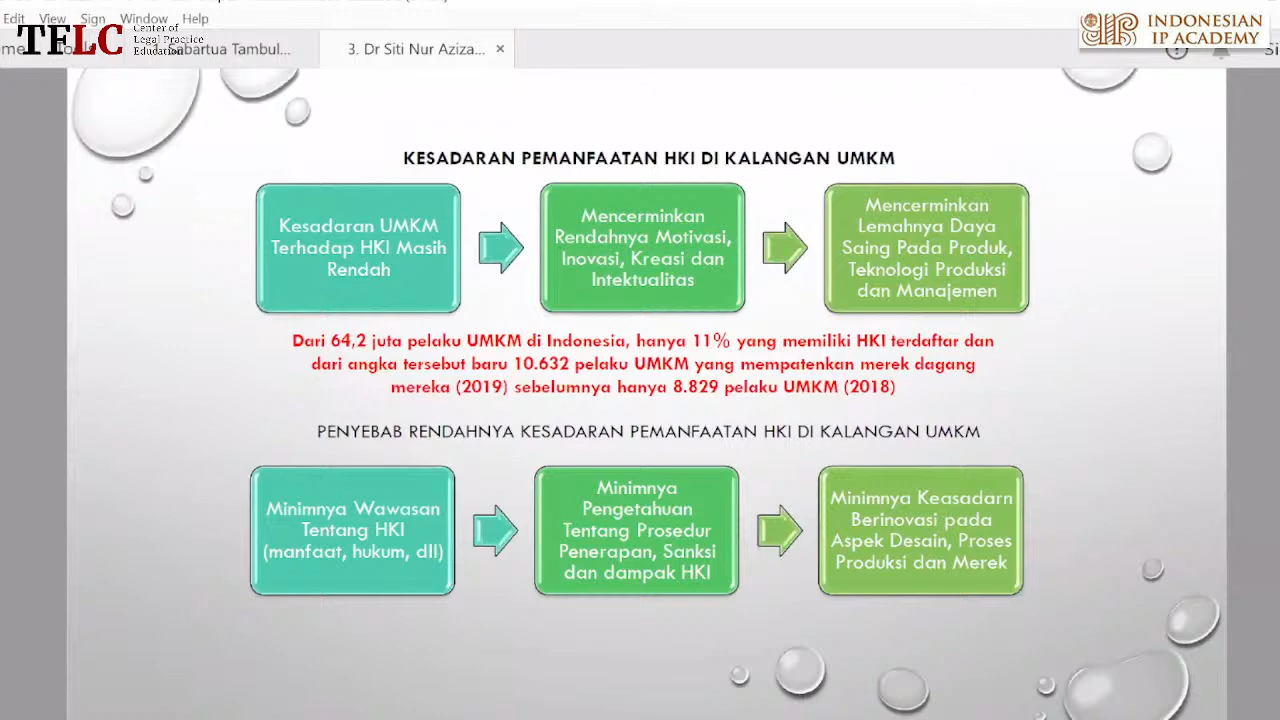 Edit View Sign Window Help
TELC Center of
Legal Practice
Education
Sabartua Tambul...
3. Dr Siti Nur Aziza... ×
INDONESIAN
IP ACADEMY
KESADARAN PEMANFAATAN HKI DI KALANGAN UMKM
Kesadaran UMKM
Terhadap HKI Masih
Rendah
Mencerminkan
Rendahnya Motivasi,
Inovasi, Kreasi dan
Intektualitas
Mencerminkan
Lemahnya Daya
Saing Pada Produk,
Teknologi Produksi
dan Manajemen
Dari 64,2 juta pelaku UMKM di Indonesia, hanya 11% yang memiliki HKI terdaftar dan
dari angka tersebut baru 10.632 pelaku UMKM yang mempatenkan merek dagang
mereka (2019) sebelumnya hanya 8.829 pelaku UMKM (2018)
PENYEBAB RENDAHNYA KESADARAN PEMANFAATAN HKI DI KALANGAN UMKM
Minimnya Wawasan
Tentang HKI
(manfaat, hukum, dll)
Minimnya
Pengetahuan
Tentang Prosedur
Penerapan, Sanksi
dan dampak HKI
Minimnya Keasadarn
Berinovasi pada
Aspek Desain, Proses
Produksi dan Merek